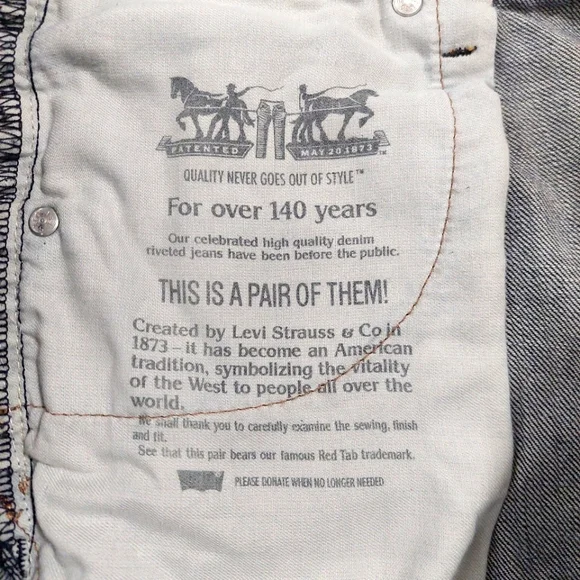 PATENTED MAY 20 1873 ™
QUALITY NEVER GOES OUT OF STYLE™
For over 140 years
Our celebrated high quality denim
riveted jeans have been before the public.
THIS IS A PAIR OF THEM!
Created by Levi Strauss & Co in
1873 – it has become an American
tradition, symbolizing the vitality
of the West to people all over the
world.
We shall thank you to carefully examine the sewing, finish
and fit.
See that this pair bears our famous Red Tab trademark.
PLEASE DONATE WHEN NO LONGER NEEDED